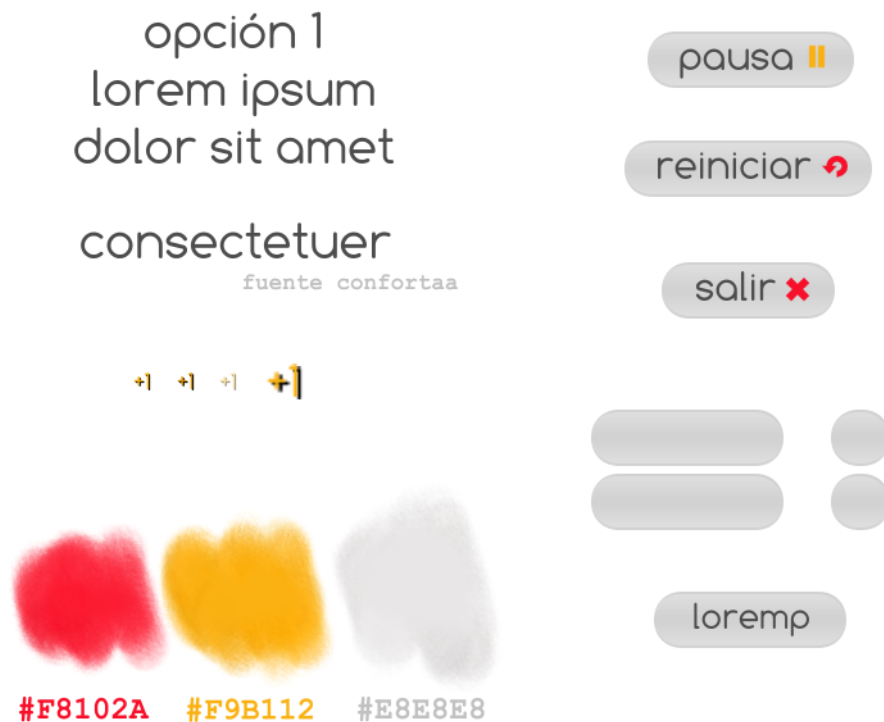 opción 1
lorem ipsum
dolor sit amet
consectetuer
fuente confortaa
+1 +1 +1 +1
#F8102A #F9B112 #E8E8E8
pausa
reiniciar
salir
loremp